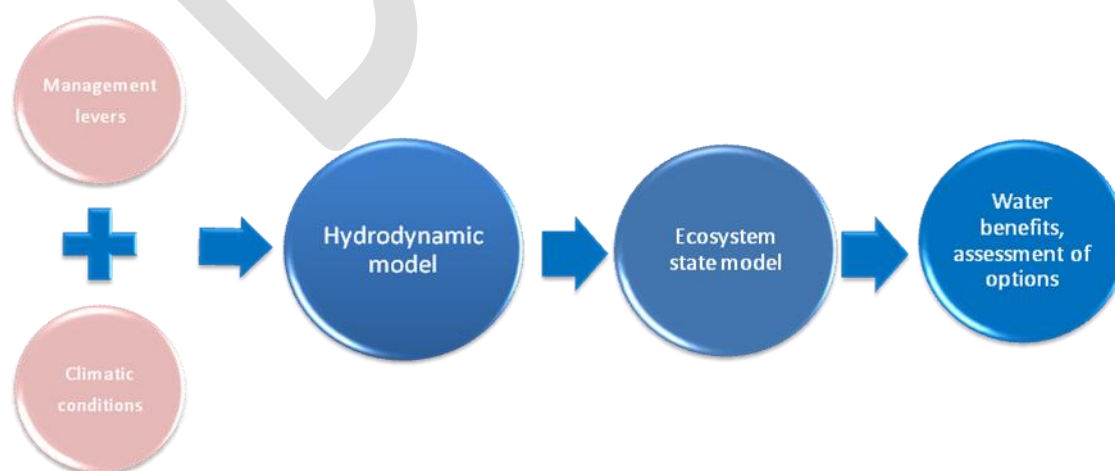 Management
levers
Climatic
conditions
Hydrodynamic
model
Ecosystem
state model
Water
benefits,
assessment of
options